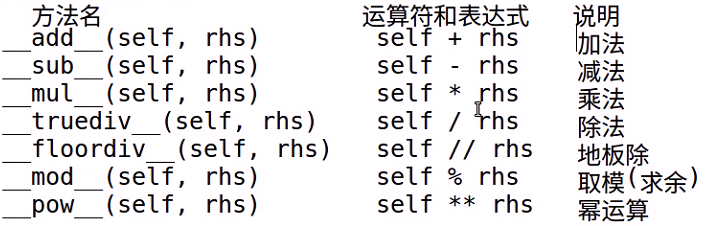 方法名 运算符和表达式 说明
__add__(self, rhs) self + rhs 加法
__sub__(self, rhs) self - rhs 减法
__mul__(self, rhs) self * rhs 乘法
__truediv__(self, rhs) self / rhs 除法
__floordiv__(self, rhs) self // rhs 地板除
__mod__(self, rhs) self % rhs 取模(求余)
__pow__(self, rhs) self ** rhs 幂运算